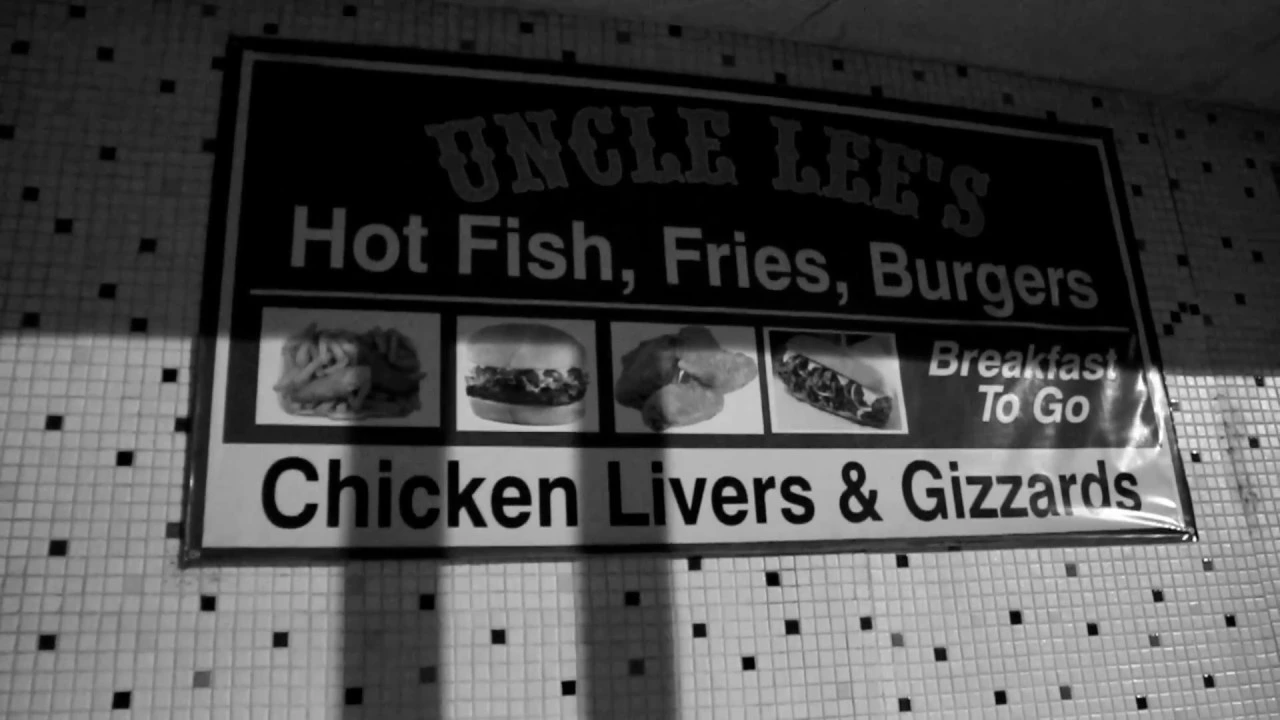 UNCLE LEE'S
Hot Fish, Fries, Burgers
Breakfast
To Go
Chicken Livers & Gizzards